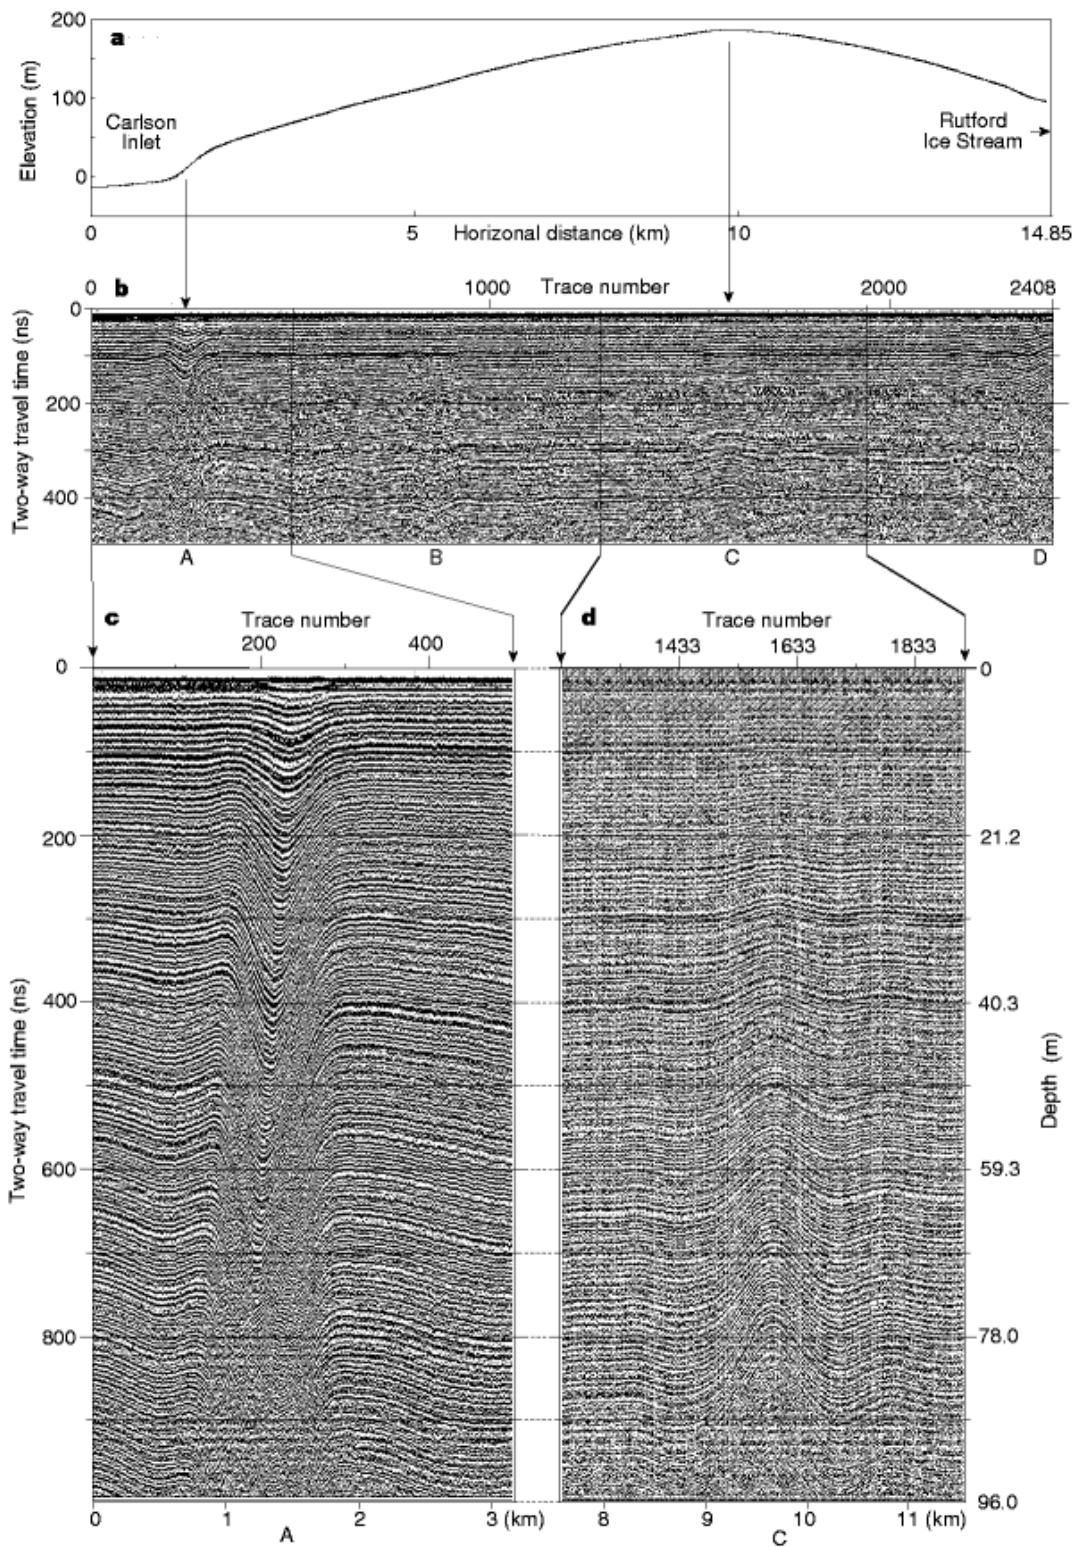 200
a
Elevation (m)
100
Carlson
Inlet
Rutford
Ice Stream
0
0
5
Horizonal distance (km)
10
14.85
0
b
1000
Trace number
2000
2408
0
Two-way travel time (ns)
200
400
A
B
C
D
c
Trace number
200
400
d
Trace number
1433
1633
1833
0
0
200
21.2
400
40.3
Two-way travel time (ns)
Depth (m)
600
59.3
800
78.0
96.0
0
1
2
3 (km)
A
8
9
10
11 (km)
C